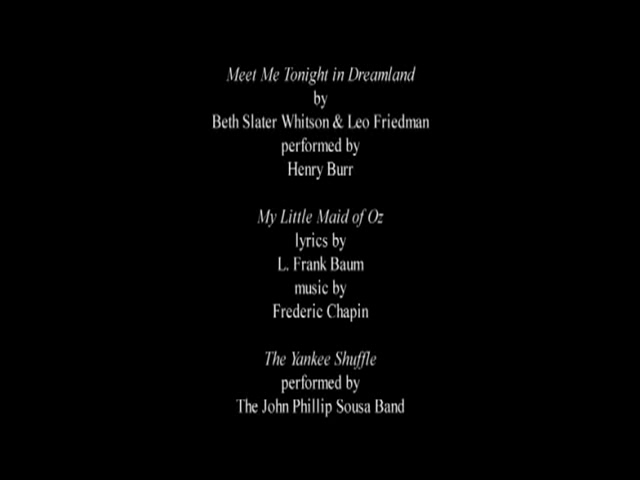 Meet Me Tonight in Dreamland
by
Beth Slater Whitson & Leo Friedman
performed by
Henry Burr
My Little Maid of Oz
lyrics by
L. Frank Baum
music by
Frederic Chapin
The Yankee Shuffle
performed by
The John Phillip Sousa Band